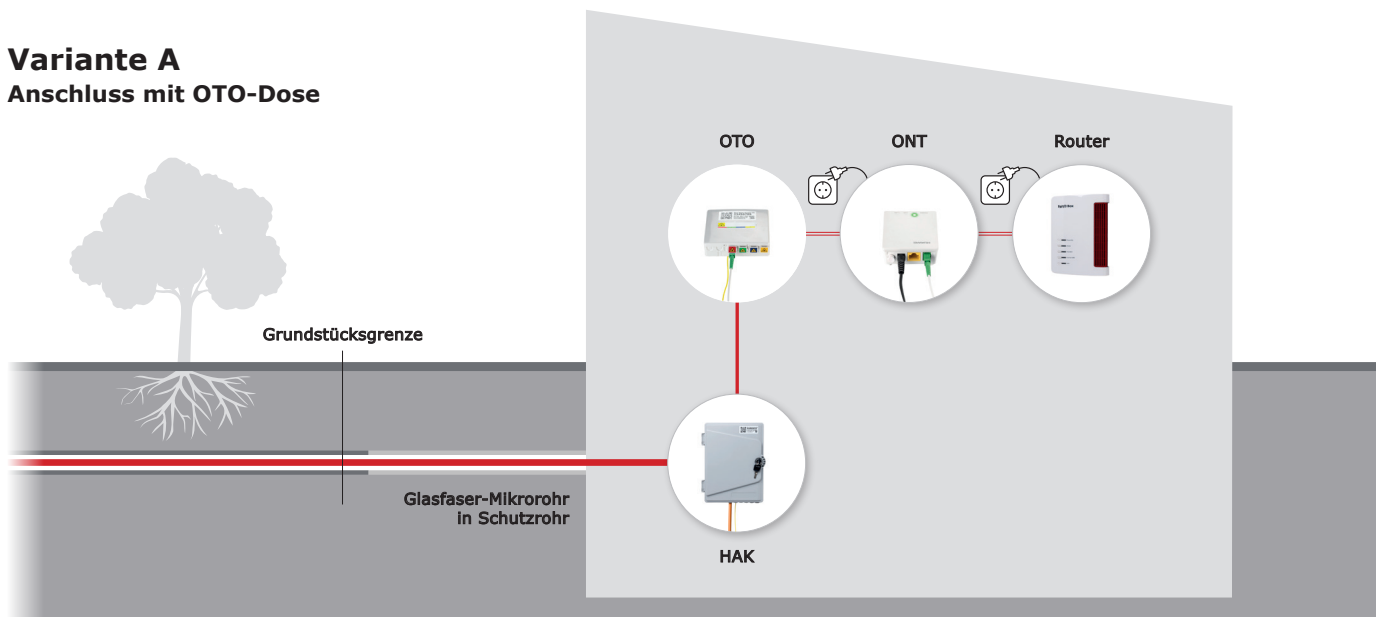 Variante A
Anschluss mit OTO-Dose
OTO
ONT
Router
Grundstücksgrenze
Glasfaser-Mikrorohr
in Schutzrohr
HAK